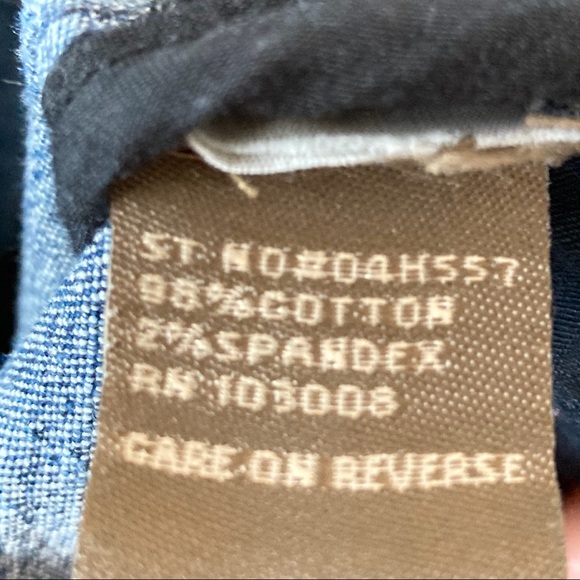 ST NO#04H557
98%COTTON
2%SPANDEX
RN 103008
CARE ON REVERSE